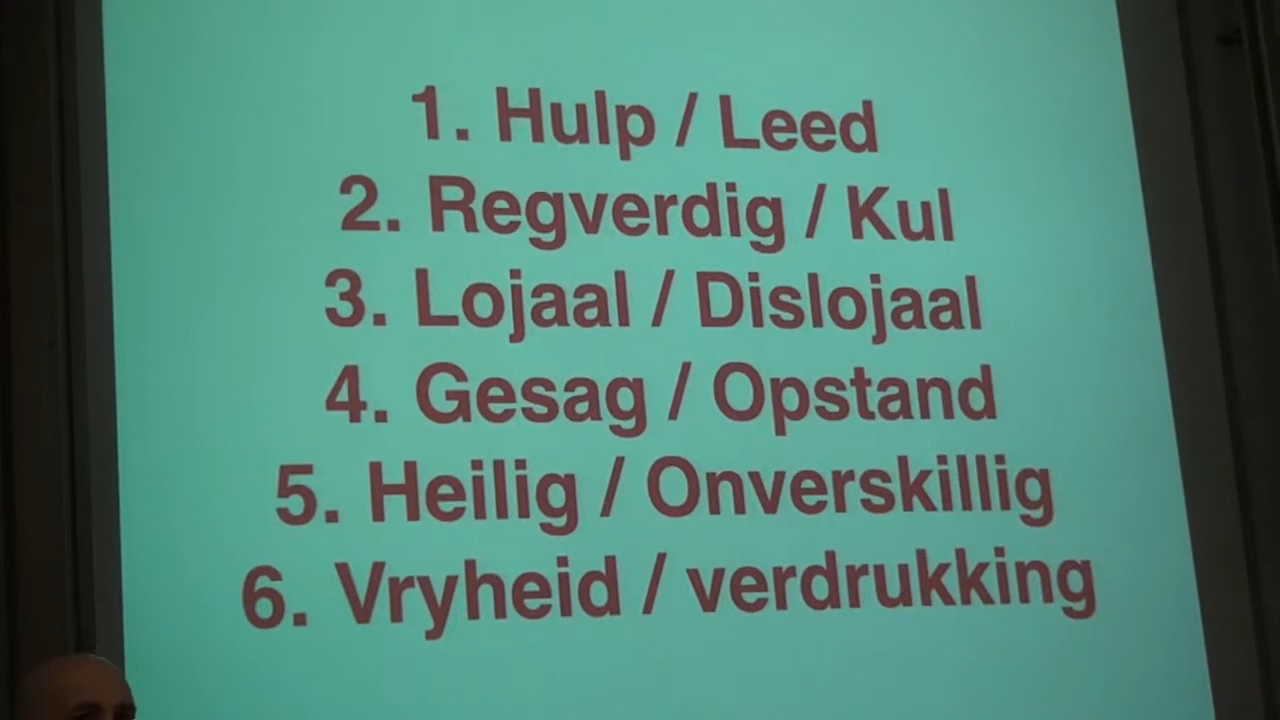 1. Hulp / Leed
2. Regverdig / Kul
3. Lojaal / Dislojaal
4. Gesag / Opstand
5. Heilig / Onverskillig
6. Vryheid / verdrukking